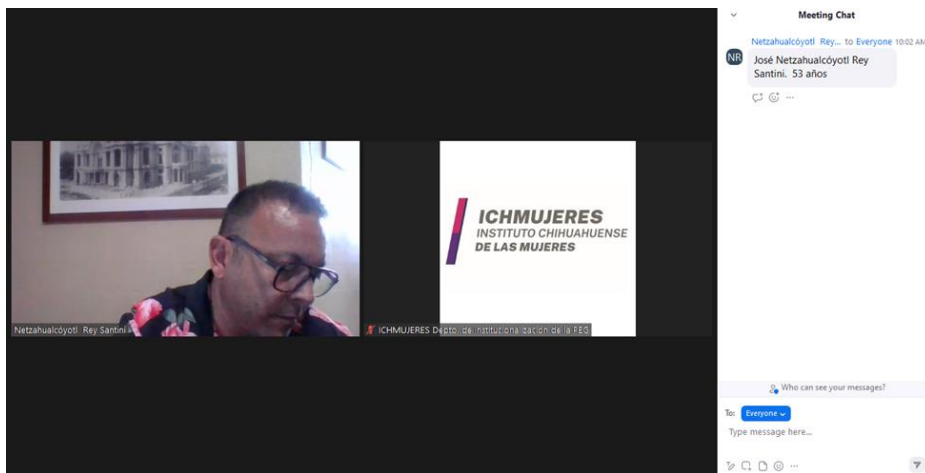 ICHMUJERES
INSTITUTO CHIHUAHUENSE
DE LAS MUJERES
Netzahualcóyotl Rey Santini
ICHMUJERES Depto. de Institucionalización de la PEG
Meeting Chat
Netzahualcóyotl Rey... to Everyone 10:02 AM
NR
José Netzahualcóyotl Rey
Santini. 53 años
Who can see your messages?
To: Everyone
Type message here...